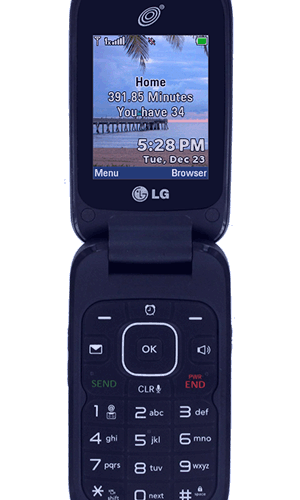 Home
391.85 Minutes
You have 34
5:28 PM
Tue, Dec 23
Menu Browser
LG
OK
SEND
CLR
PWR
END
1
2 abc
3 def
4 ghi
5 jkl
6 mno
7 pqrs
8 tuv
9 wxyz
* shift
0 next
# space